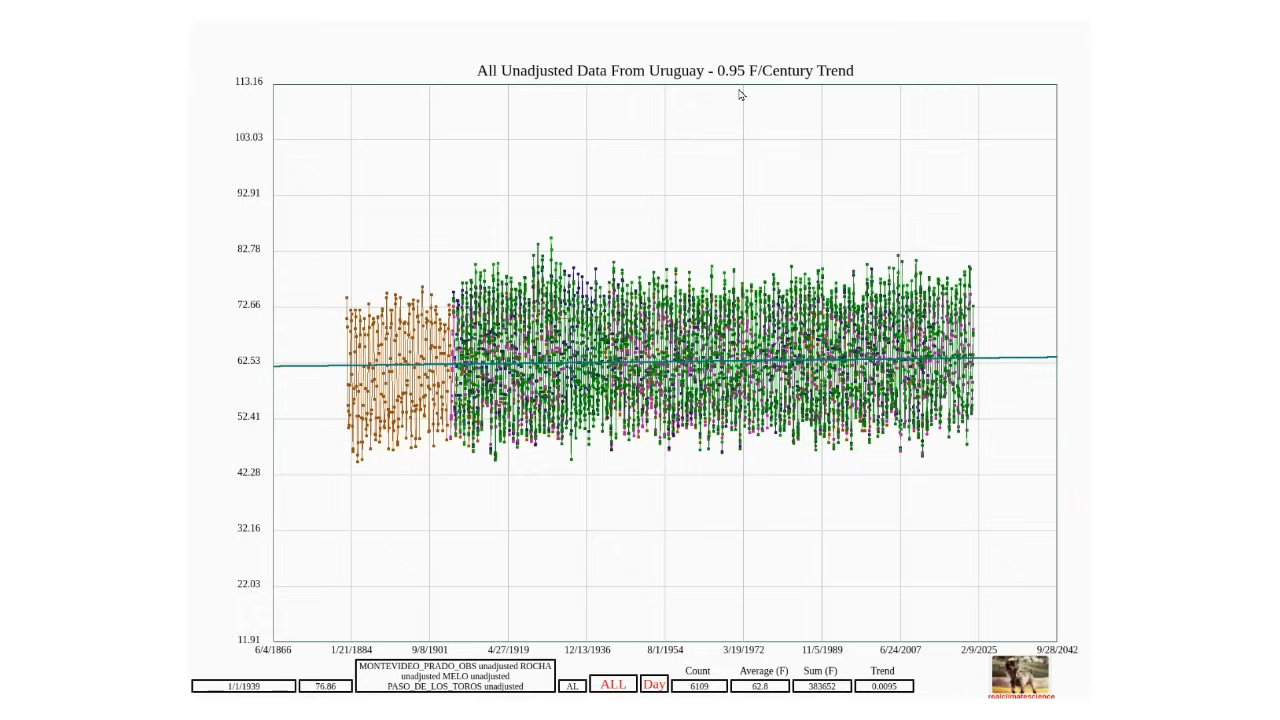 All Unadjusted Data From Uruguay - 0.95 F/Century Trend
113.16
103.03
92.91
82.78
72.66
62.53
52.41
42.28
32.16
22.03
11.91
6/4/1866 1/21/1884 9/8/1901 4/27/1919 12/13/1936 8/1/1954 3/19/1972 11/5/1989 6/24/2007 2/9/2025 9/28/2042
MONTEVIDEO_PRADO_OBS unadjusted ROCHA
unadjusted MELO unadjusted
PASO_DE_LOS_TOROS unadjusted
Count Average (F) Sum (F) Trend
1/1/1939 76.86 AL ALL Day 6109 62.8 383652 0.0095
realclimatescience